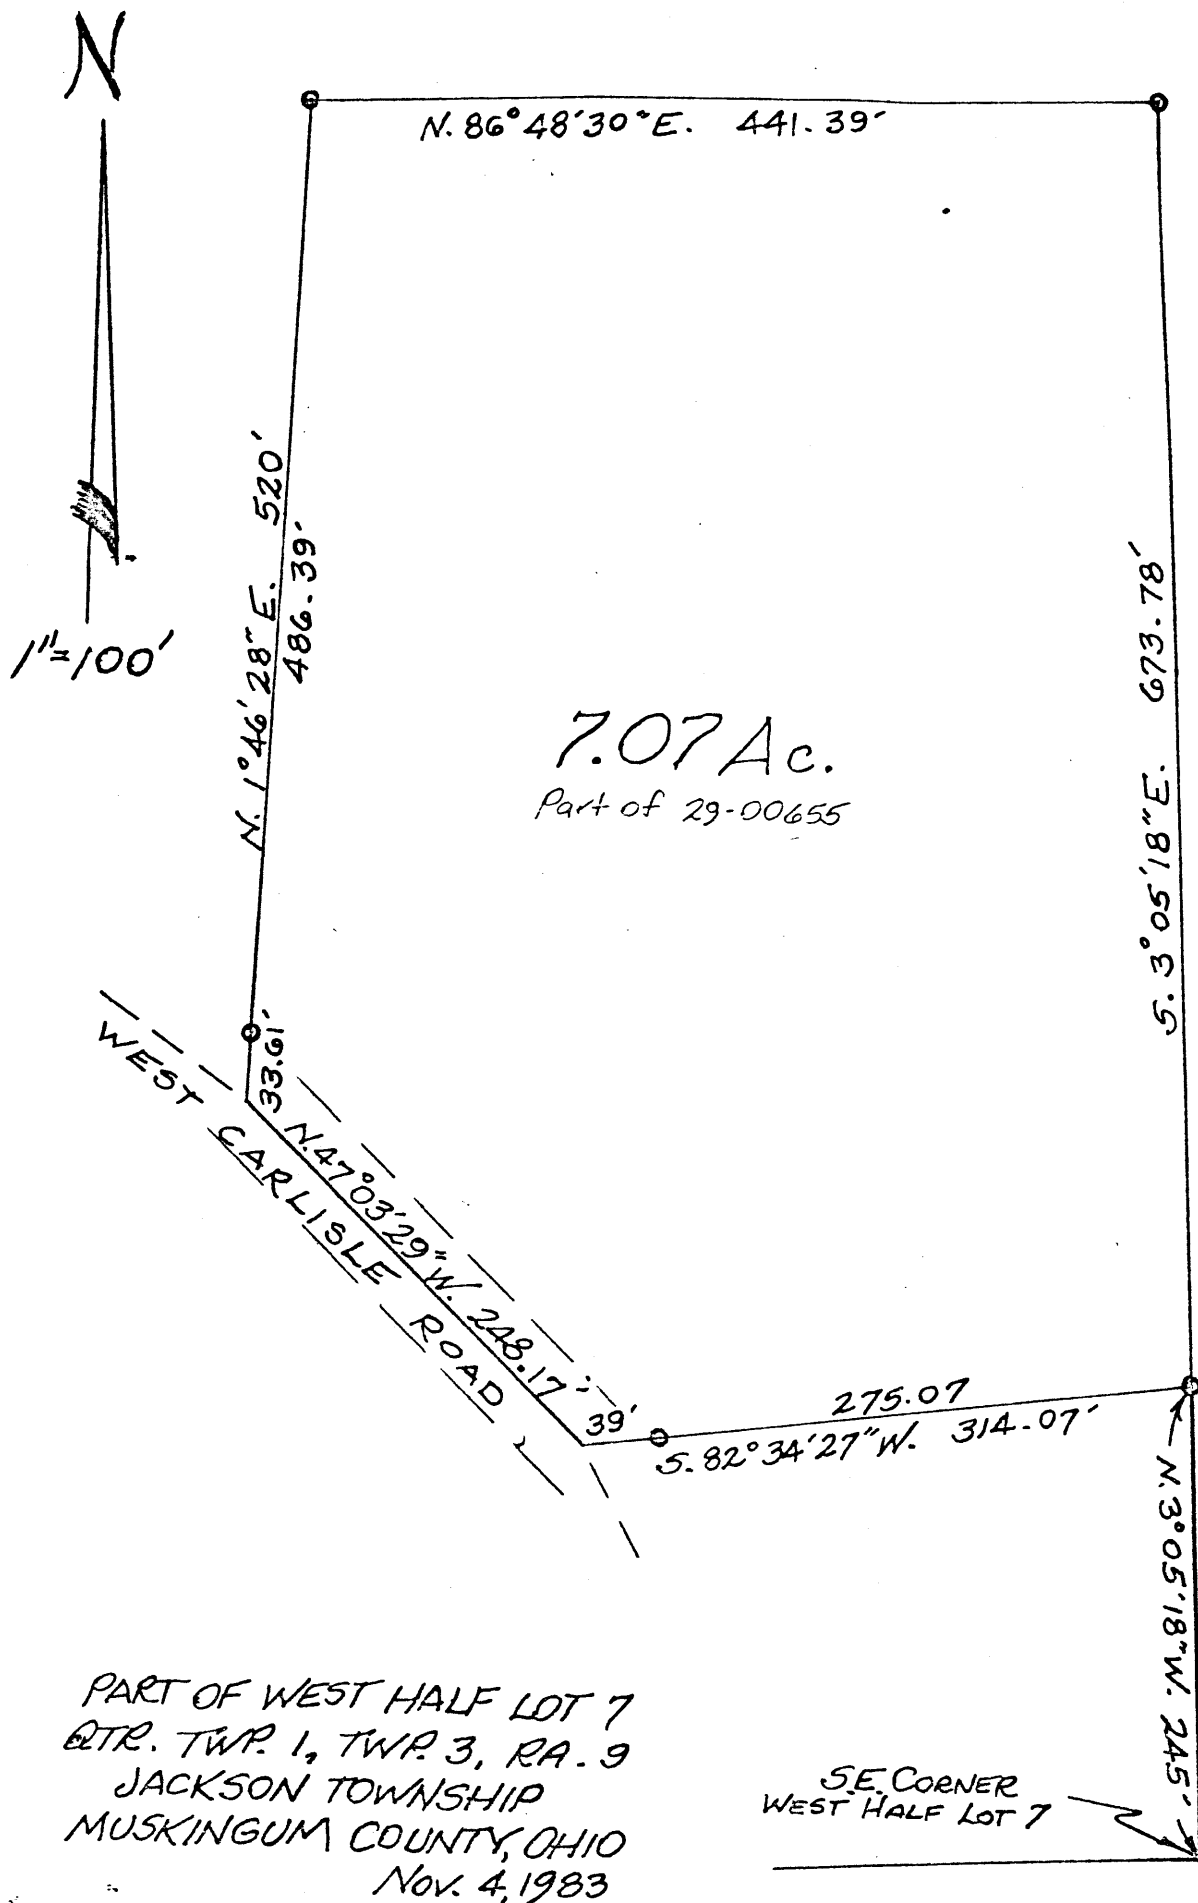 N
N. 86° 48' 30" E. 441.39'
1"=100'
N. 1° 46' 28" E. 520'
486.39'
S. 3° 05' 18" E. 673.78'
7.07 Ac.
Part of 29-00655
33.61'
WEST CARLISLE ROAD
N. 47° 03' 29" W. 248.17'
39'
275.07
S. 82° 34' 27" W. 314.07'
N. 3° 05' 18" W. 245'
PART OF WEST HALF LOT 7
QTR. TWP. 1, TWP. 3, RA. 9
JACKSON TOWNSHIP
MUSKINGUM COUNTY, OHIO
Nov. 4, 1983
S.E. CORNER
WEST HALF LOT 7